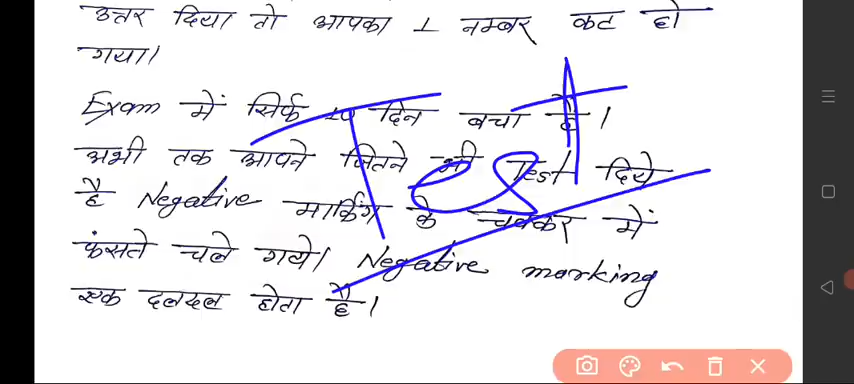 उत्तर दिया तो आपका 1 नम्बर कट हो
गया।
Exam में सिर्फ 10 दिन बचा है।
अभी तक आपने जितने भी Test दिये
है Negative मार्किंग के चक्कर में
फंसते चले गये। Negative marking
एक दलदल होता है।
Test